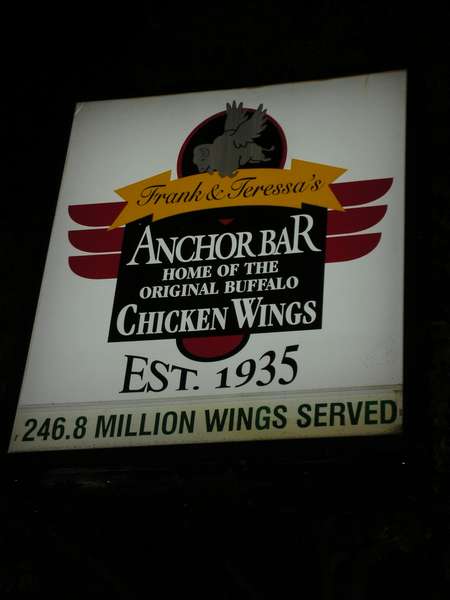 Frank & Teressa's
ANCHOR BAR
HOME OF THE
ORIGINAL BUFFALO
CHICKEN WINGS
EST. 1935
246.8 MILLION WINGS SERVED